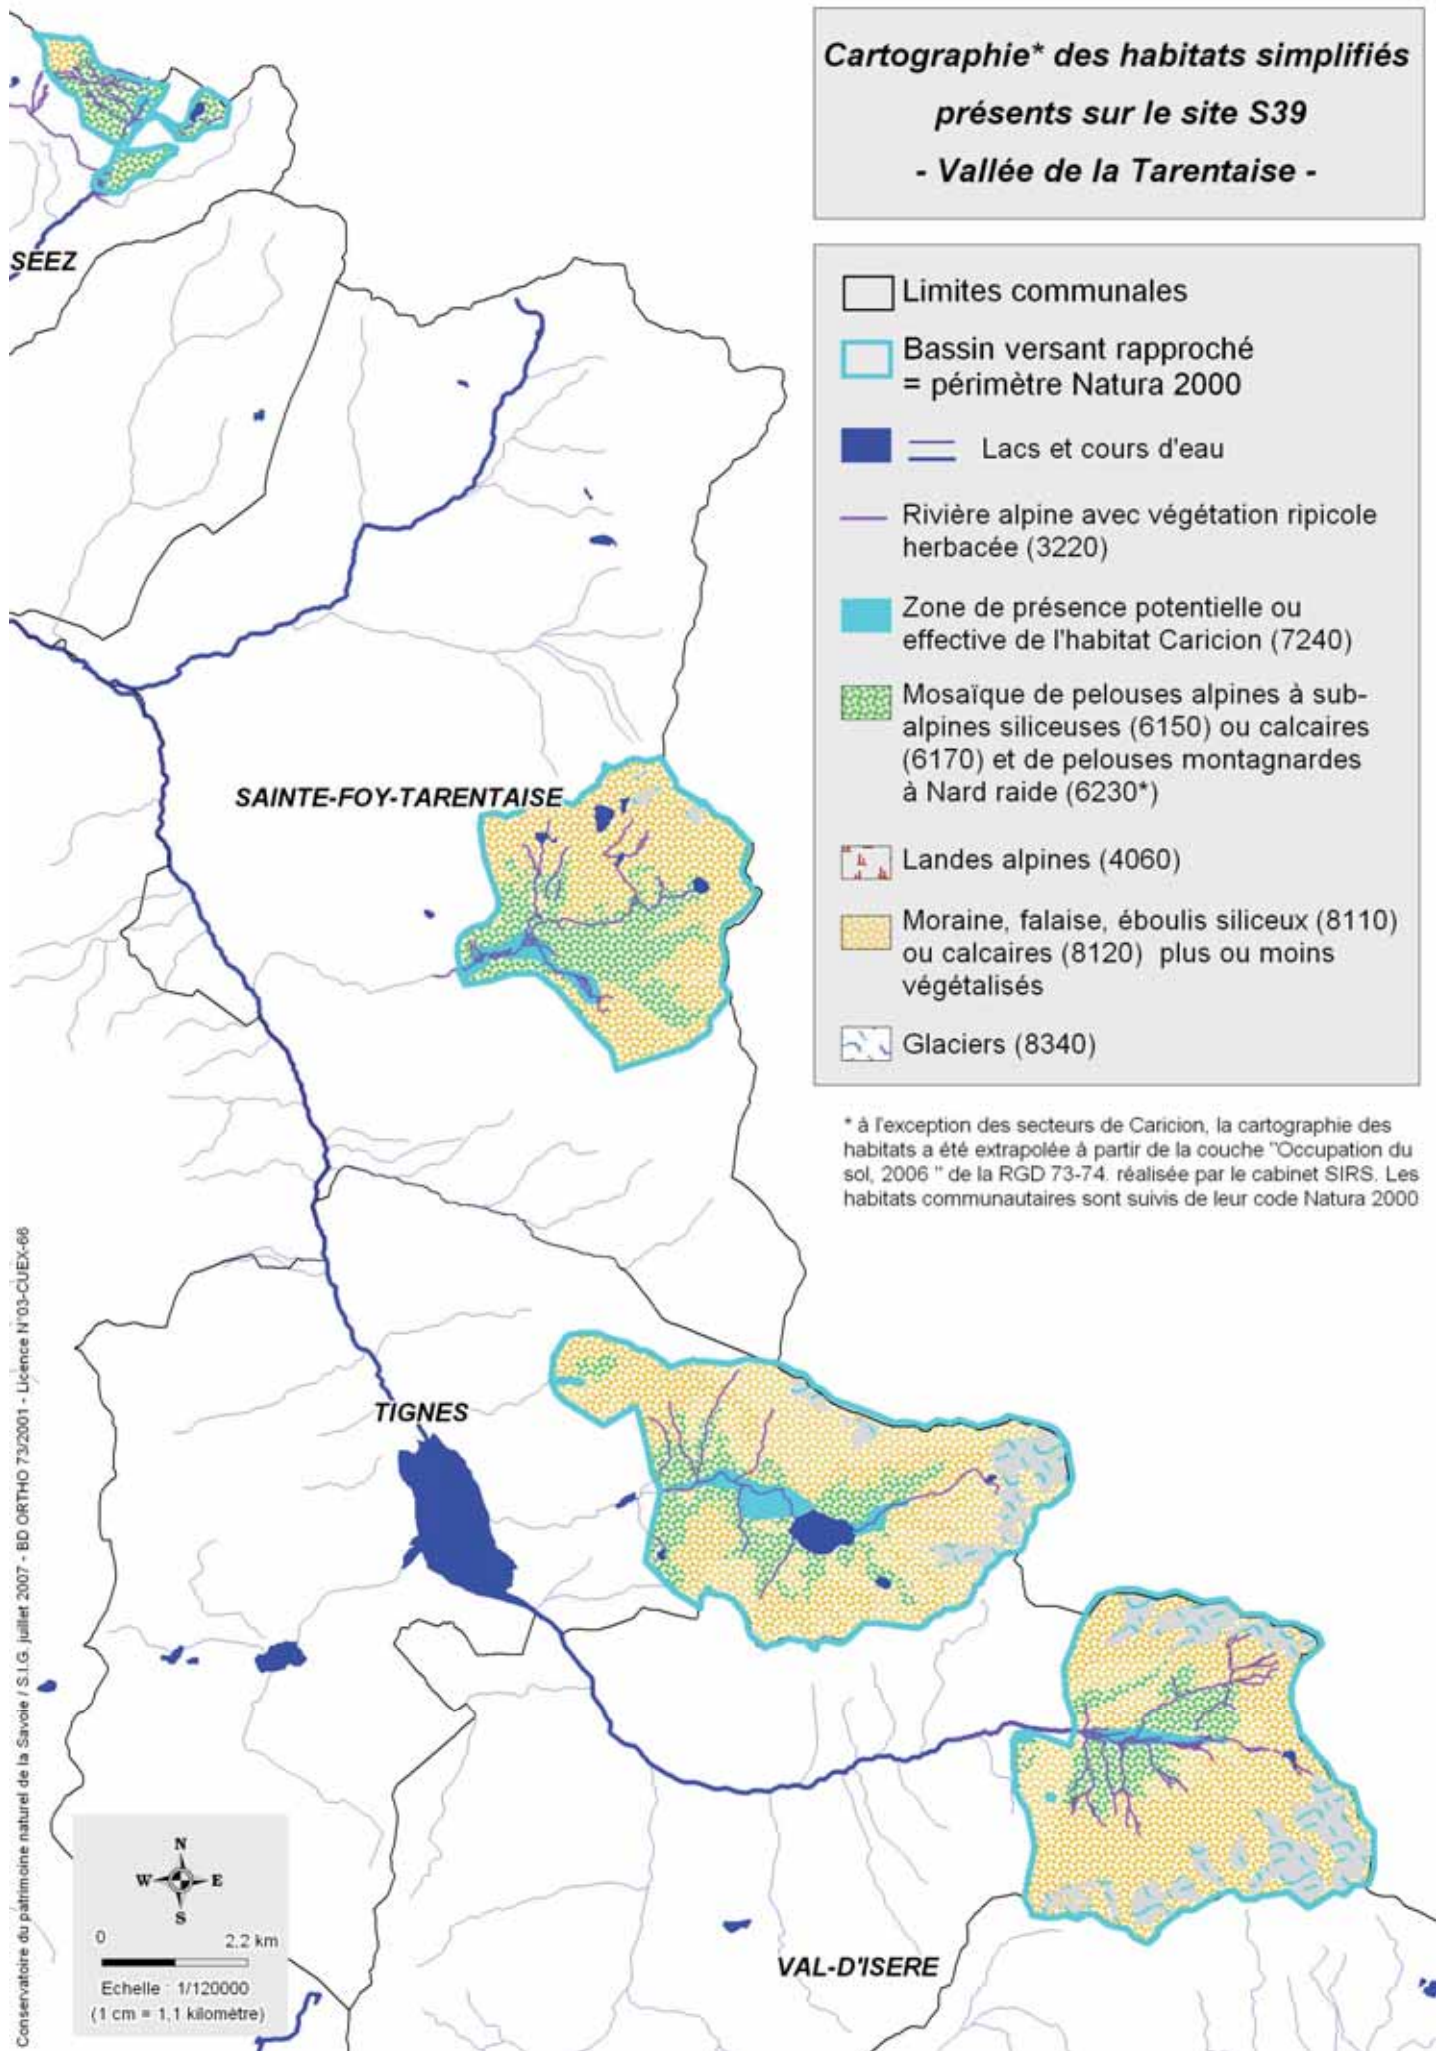 Cartographie* des habitats simplifiés
présents sur le site S39
- Vallée de la Tarentaise -
Limites communales
Bassin versant rapproché
= périmètre Natura 2000
Lacs et cours d'eau
Rivière alpine avec végétation ripicole
herbacée (3220)
Zone de présence potentielle ou
effective de l'habitat Caricion (7240)
Mosaïque de pelouses alpines à sub-
alpines siliceuses (6150) ou calcaires
(6170) et de pelouses montagnardes
à Nard raide (6230*)
Landes alpines (4060)
Moraine, falaise, éboulis siliceux (8110)
ou calcaires (8120) plus ou moins
végétalisés
Glaciers (8340)
* à l'exception des secteurs de Caricion, la cartographie des
habitats a été extrapolée à partir de la couche "Occupation du
sol, 2006 " de la RGD 73-74. réalisée par le cabinet SIRS. Les
habitats communautaires sont suivis de leur code Natura 2000
SEEZ
SAINTE-FOY-TARENTAISE
TIGNES
VAL-D'ISERE
N
W E
S
0 2,2 km
Echelle : 1/120000
(1 cm = 1,1 kilomètre)
Conservatoire du patrimoine naturel de la Savoie / S.I.G. juillet 2007 - BD ORTHO 73/2001 - Licence N°03-CUEX-66